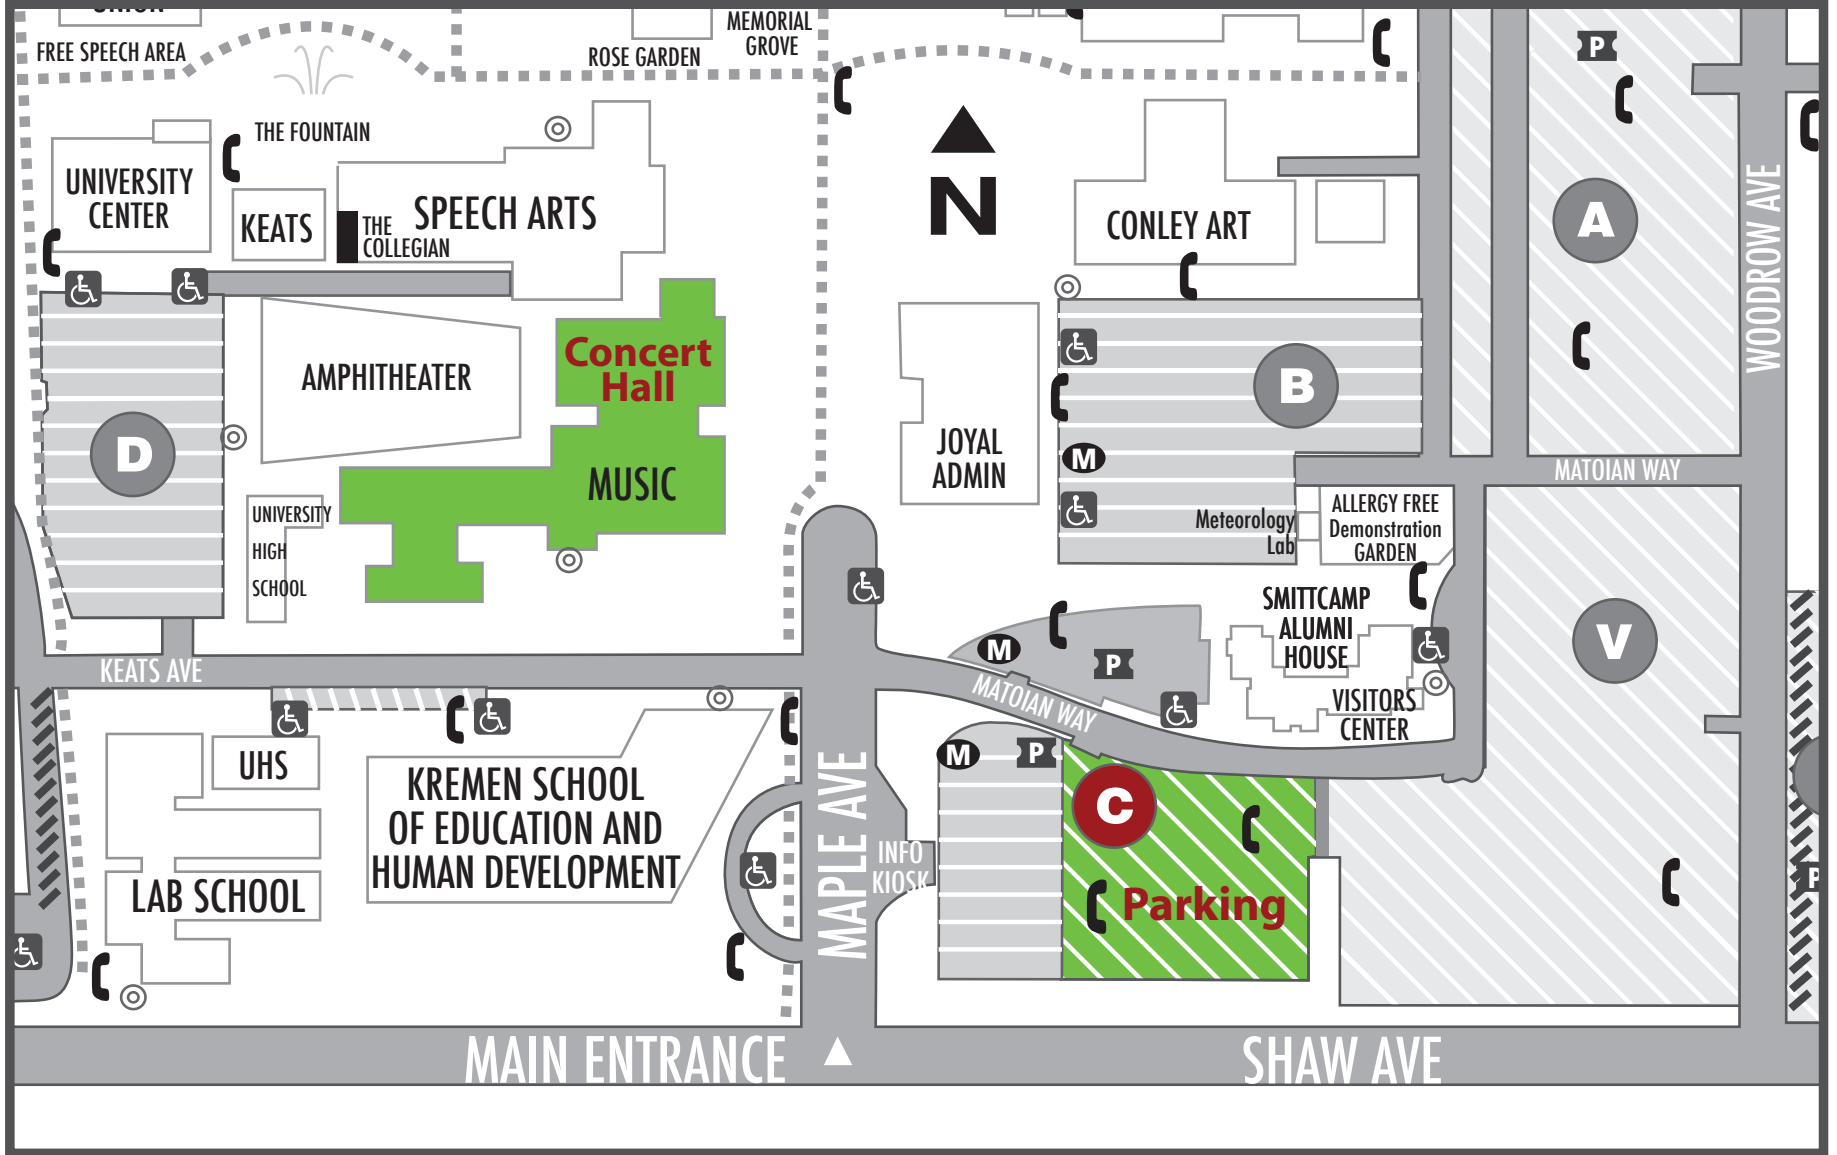 UNION
FREE SPEECH AREA
ROSE GARDEN
MEMORIAL
GROVE
P
THE FOUNTAIN
UNIVERSITY
CENTER
KEATS
THE
COLLEGIAN
SPEECH ARTS
N
CONLEY ART
A
WOODROW AVE
Concert
Hall
AMPHITHEATER
MUSIC
D
JOYAL
ADMIN
B
M
MATOIAN WAY
UNIVERSITY
HIGH
SCHOOL
Meteorology
Lab
ALLERGY FREE
Demonstration
GARDEN
SMITTCAMP
ALUMNI
HOUSE
VISITORS
CENTER
V
KEATS AVE
M
P
MATOIAN WAY
M
P
C
UHS
KREMEN SCHOOL
OF EDUCATION AND
HUMAN DEVELOPMENT
LAB SCHOOL
MAPLE AVE
INFO
KIOSK
Parking
P
MAIN ENTRANCE
SHAW AVE